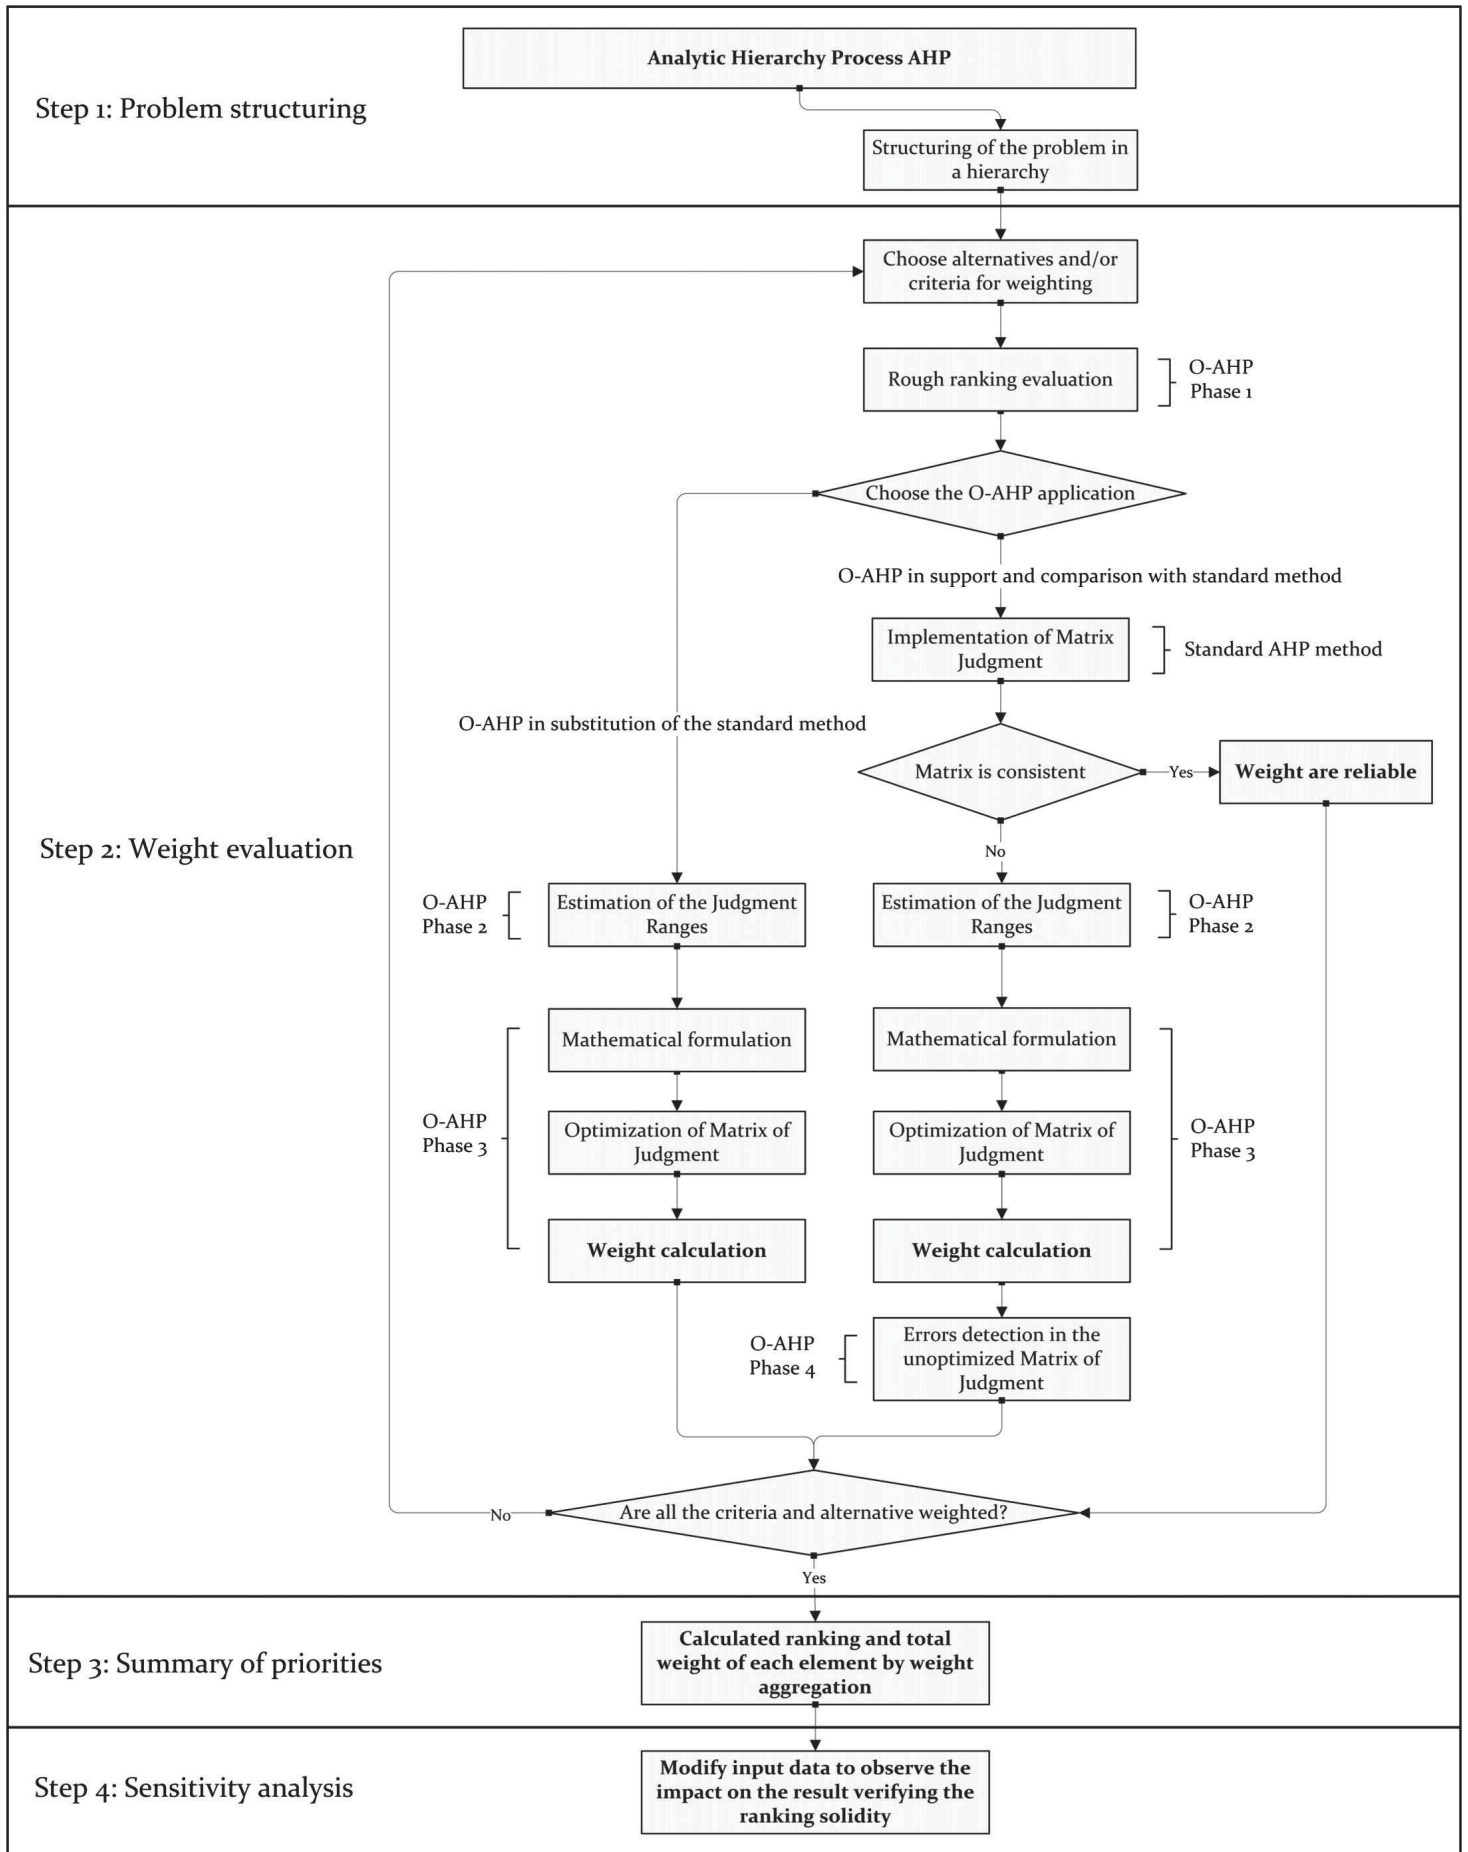 Analytic Hierarchy Process AHP
Step 1: Problem structuring
Structuring of the problem in
a hierarchy
Choose alternatives and/or
criteria for weighting
Rough ranking evaluation
O-AHP
Phase 1
Choose the O-AHP application
O-AHP in support and comparison with standard method
Implementation of Matrix
Judgment
Standard AHP method
O-AHP in substitution of the standard method
Matrix is consistent
Yes
Weight are reliable
Step 2: Weight evaluation
No
O-AHP
Phase 2
Estimation of the Judgment
Ranges
Estimation of the Judgment
Ranges
O-AHP
Phase 2
Mathematical formulation
Mathematical formulation
O-AHP
Phase 3
Optimization of Matrix of
Judgment
Optimization of Matrix of
Judgment
O-AHP
Phase 3
Weight calculation
Weight calculation
O-AHP
Phase 4
Errors detection in the
unoptimized Matrix of
Judgment
No
Are all the criteria and alternative weighted?
Yes
Step 3: Summary of priorities
Calculated ranking and total
weight of each element by weight
aggregation
Step 4: Sensitivity analysis
Modify input data to observe the
impact on the result verifying the
ranking solidity